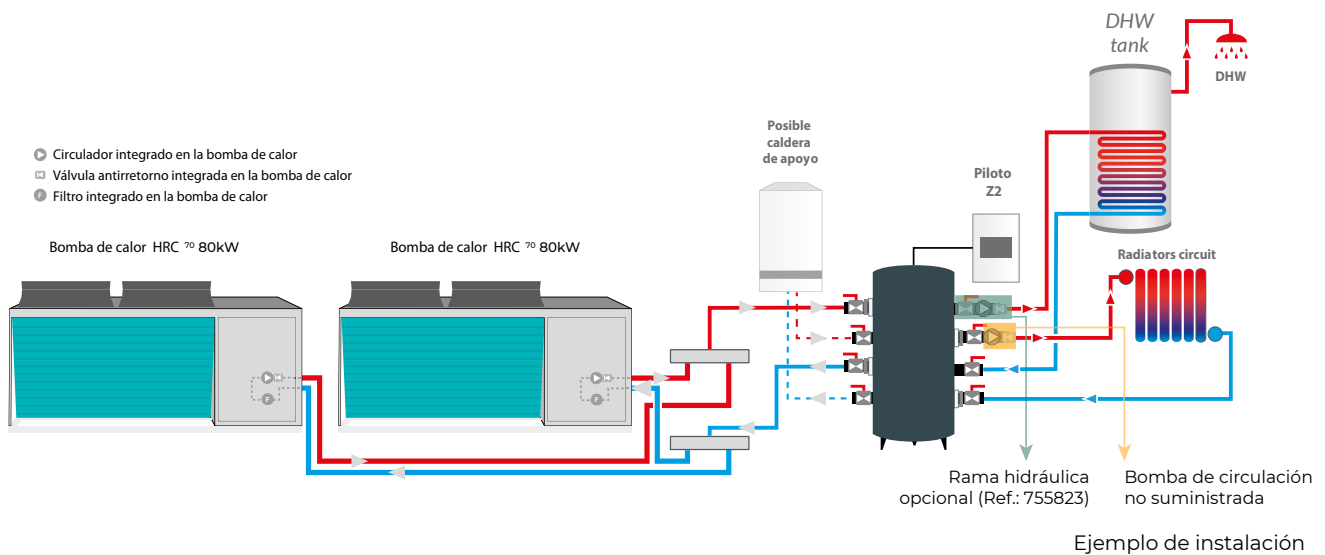 DHW
tank
DHW
Posible
caldera
de apoyo
Circulador integrado en la bomba de calor
Válvula antirretorno integrada en la bomba de calor
F Filtro integrado en la bomba de calor
Piloto
Z2
Bomba de calor HRC ⁷⁰ 80kW
Bomba de calor HRC ⁷⁰ 80kW
Radiators circuit
F
F
Rama hidráulica
opcional (Ref.: 755823)
Bomba de circulación
no suministrada
Ejemplo de instalación